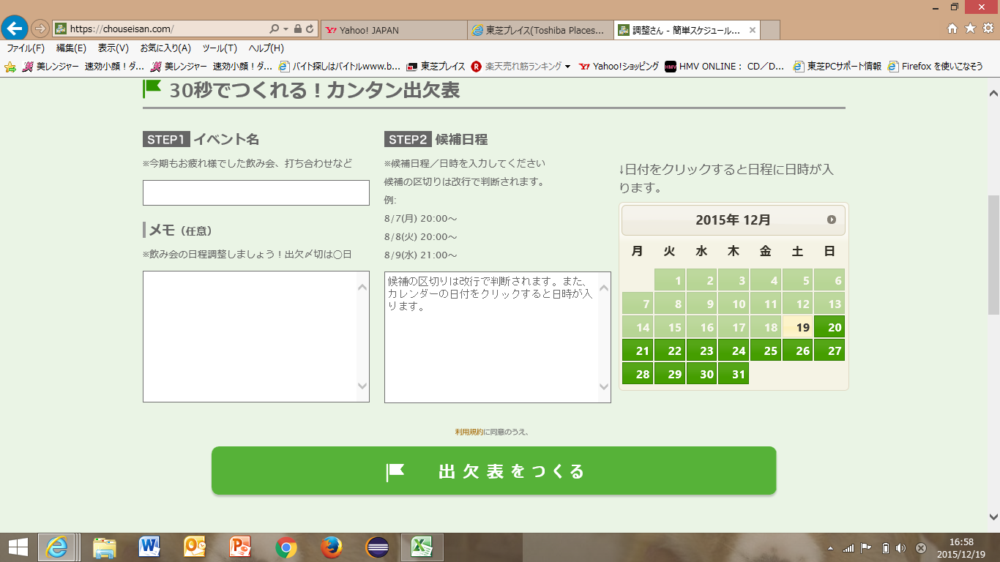 https://chouseisan.com/
Yahoo! JAPAN
東芝プレイス(Toshiba Places...
調整さん - 簡単スケジュール...
ファイル(F) 編集(E) 表示(V) お気に入り(A) ツール(T) ヘルプ(H)
美レンジャー 速効小顔！ダ... 美レンジャー 速効小顔！ダ... バイト探しはバイトルwww.b... 東芝プレイス 楽天売れ筋ランキング Yahoo!ショッピング HMV HMV ONLINE： CD／D... 東芝PCサポート情報 Firefox を使いこなそう
30秒でつくれる！カンタン出欠表
STEP1 イベント名
※今期もお疲れ様でした飲み会、打ち合わせなど
メモ（任意）
※飲み会の日程調整しましょう！出欠〆切は○日
STEP2 候補日程
※候補日程／日時を入力してください
候補の区切りは改行で判断されます。
例:
8/7(月) 20:00～
8/8(火) 20:00～
8/9(水) 21:00～
候補の区切りは改行で判断されます。また、
カレンダーの日付をクリックすると日時が入
ります。
↓日付をクリックすると日程に日時が入
ります。
2015年 12月
月 火 水 木 金 土 日
1 2 3 4 5 6
7 8 9 10 11 12 13
14 15 16 17 18 19 20
21 22 23 24 25 26 27
28 29 30 31
利用規約に同意のうえ、
出欠表をつくる
16:58
2015/12/19